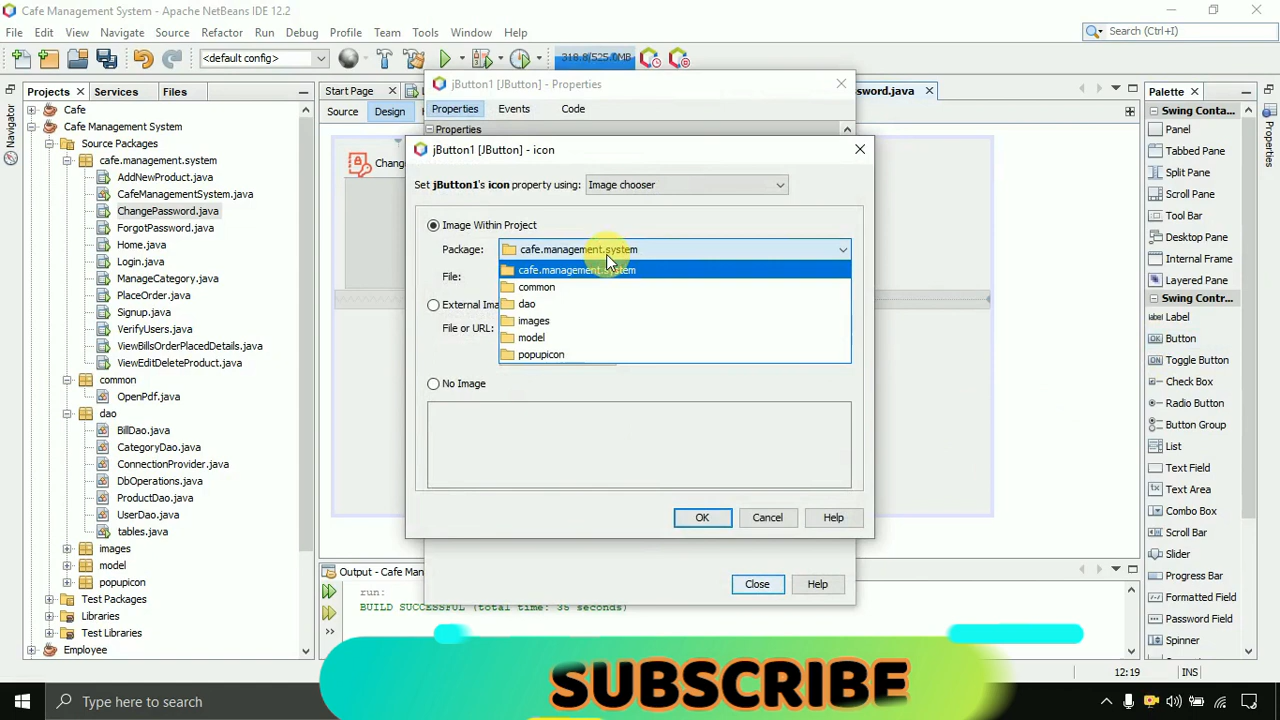 Cafe Management System - Apache NetBeans IDE 12.2
File Edit View Navigate Source Refactor Run Debug Profile Team Tools Window Help
Search (Ctrl+I)
<default config>
318.8/525.0MB
Projects Services Files
Navigator
Cafe
Cafe Management System
Source Packages
cafe.management.system
AddNewProduct.java
CafeManagementSystem.java
ChangePassword.java
ForgotPassword.java
Home.java
Login.java
ManageCategory.java
PlaceOrder.java
Signup.java
VerifyUsers.java
ViewBillsOrderPlacedDetails.java
ViewEditDeleteProduct.java
common
OpenPdf.java
dao
BillDao.java
CategoryDao.java
ConnectionProvider.java
DbOperations.java
ProductDao.java
UserDao.java
tables.java
images
model
popupicon
Test Packages
Libraries
Test Libraries
Employee
Start Page
sword.java
Source Design
Chang
jButton1 [JButton] - Properties
Properties Events Code
Properties
jButton1 [JButton] - icon
Set jButton1's icon property using: Image chooser
Image Within Project
Package: cafe.management.system
cafe.management.system
File:
common
dao
External Ima
images
File or URL:
model
popupicon
No Image
OK Cancel Help
Close Help
Output - Cafe Man
run:
BUILD SUCCESSFUL (total time: 35 seconds)
Palette
Swing Conta...
Panel
Tabbed Pane
Split Pane
Scroll Pane
Tool Bar
Desktop Pane
Internal Frame
Layered Pane
Swing Contr...
Label
Button
Toggle Button
Check Box
Radio Button
Button Group
List
Text Field
Text Area
Combo Box
Scroll Bar
Slider
Progress Bar
Formatted Field
Password Field
Spinner
Properties
12:19 INS
SUBSCRIBE
Type here to search